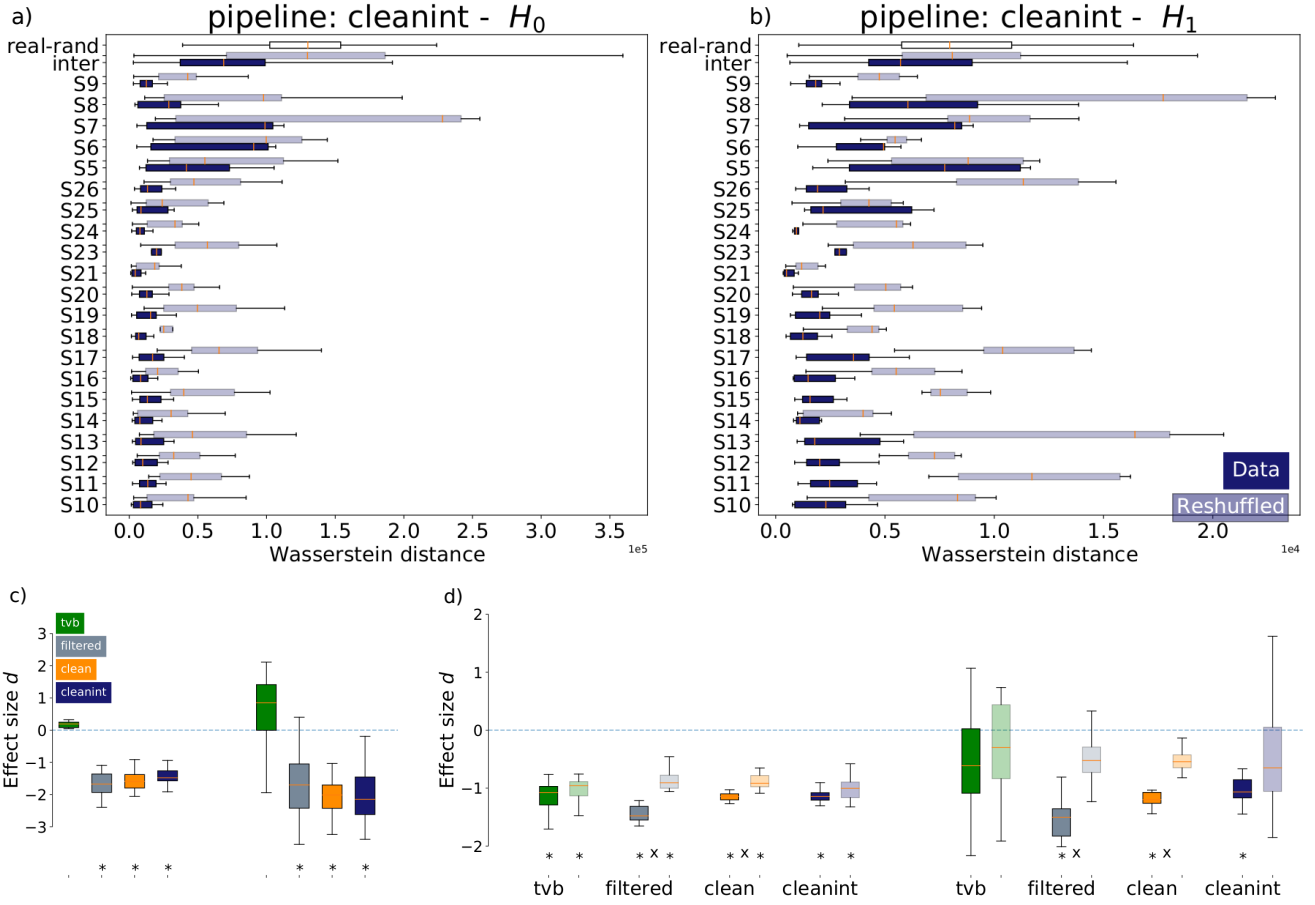 a)
pipeline: cleanint - H0
real-rand
inter
S9
S8
S7
S6
S5
S26
S25
S24
S23
S21
S20
S19
S18
S17
S16
S15
S14
S13
S12
S11
S10
0.0 0.5 1.0 1.5 2.0 2.5 3.0 3.5
1e5
Wasserstein distance
b)
pipeline: cleanint - H1
real-rand
inter
S9
S8
S7
S6
S5
S26
S25
S24
S23
S21
S20
S19
S18
S17
S16
S15
S14
S13
S12
S11
S10
Data
Reshuffled
0.0 0.5 1.0 1.5 2.0
1e4
Wasserstein distance
c)
tvb
filtered
clean
cleanint
Effect size d
3
2
1
0
−1
−2
−3
* * * * * *
d)
Effect size d
2
1
0
−1
−2
* * * x * * x * * * * x * x *
tvb filtered clean cleanint tvb filtered clean cleanint